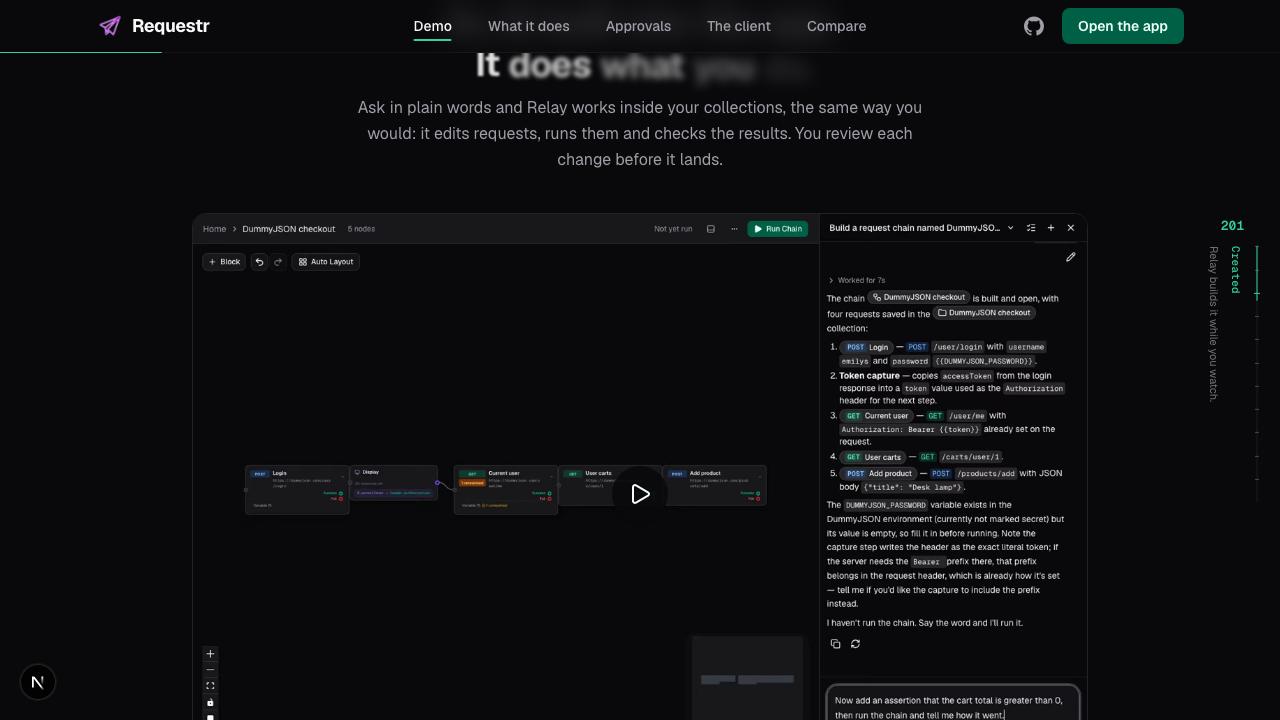 Requestr
Demo
What it does
Approvals
The client
Compare
Open the app
It does what you
Ask in plain words and Relay works inside your collections, the same way you
would: it edits requests, runs them and checks the results. You review each
change before it lands.
201
Created
Relay builds it while you watch.
Home > DummyJSON checkout 5 nodes
Not yet run
Run Chain
Block
Auto Layout
POST Login
Success
Fail
Variable
Display
GET Current user
Success
Fail
Variable
GET User carts
POST Add product
Success
Fail
Build a request chain named DummyJSO...
Worked for 7s
The chain DummyJSON checkout is built and open, with
four requests saved in the DummyJSON checkout
collection:
1. POST Login — POST /user/login with username
emilys and password {{DUMMYJSON_PASSWORD}}.
2. Token capture — copies accessToken from the login
response into a token value used as the Authorization
header for the next step.
3. GET Current user — GET /user/me with
Authorization: Bearer {{token}} already set on the
request.
4. GET User carts — GET /carts/user/1.
5. POST Add product — POST /products/add with JSON
body {"title": "Desk lamp"}.
The DUMMYJSON_PASSWORD variable exists in the
DummyJSON environment (currently not marked secret) but
its value is empty, so fill it in before running. Note the
capture step writes the header as the exact literal token; if
the server needs the Bearer prefix there, that prefix
belongs in the request header, which is already how it's set
— tell me if you'd like the capture to include the prefix
instead.
I haven't run the chain. Say the word and I'll run it.
Now add an assertion that the cart total is greater than 0,
then run the chain and tell me how it went.
N